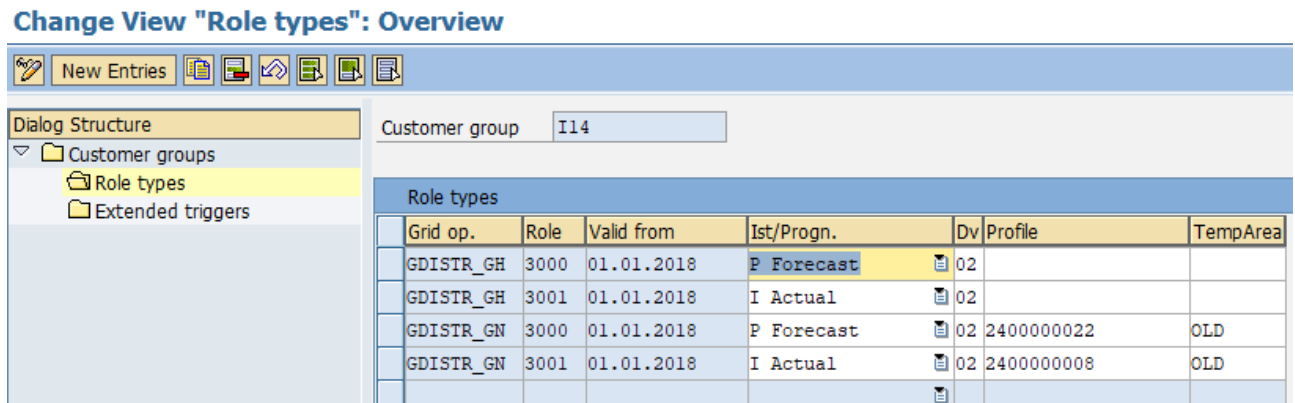 Change View "Role types": Overview
New Entries
Dialog Structure
Customer groups
Role types
Extended triggers
Customer group I14
Role types
Grid op. Role Valid from Ist/Progn. Dv Profile TempArea
GDISTR_GH 3000 01.01.2018 P Forecast 02
GDISTR_GH 3001 01.01.2018 I Actual 02
GDISTR_GN 3000 01.01.2018 P Forecast 02 2400000022 OLD
GDISTR_GN 3001 01.01.2018 I Actual 02 2400000008 OLD